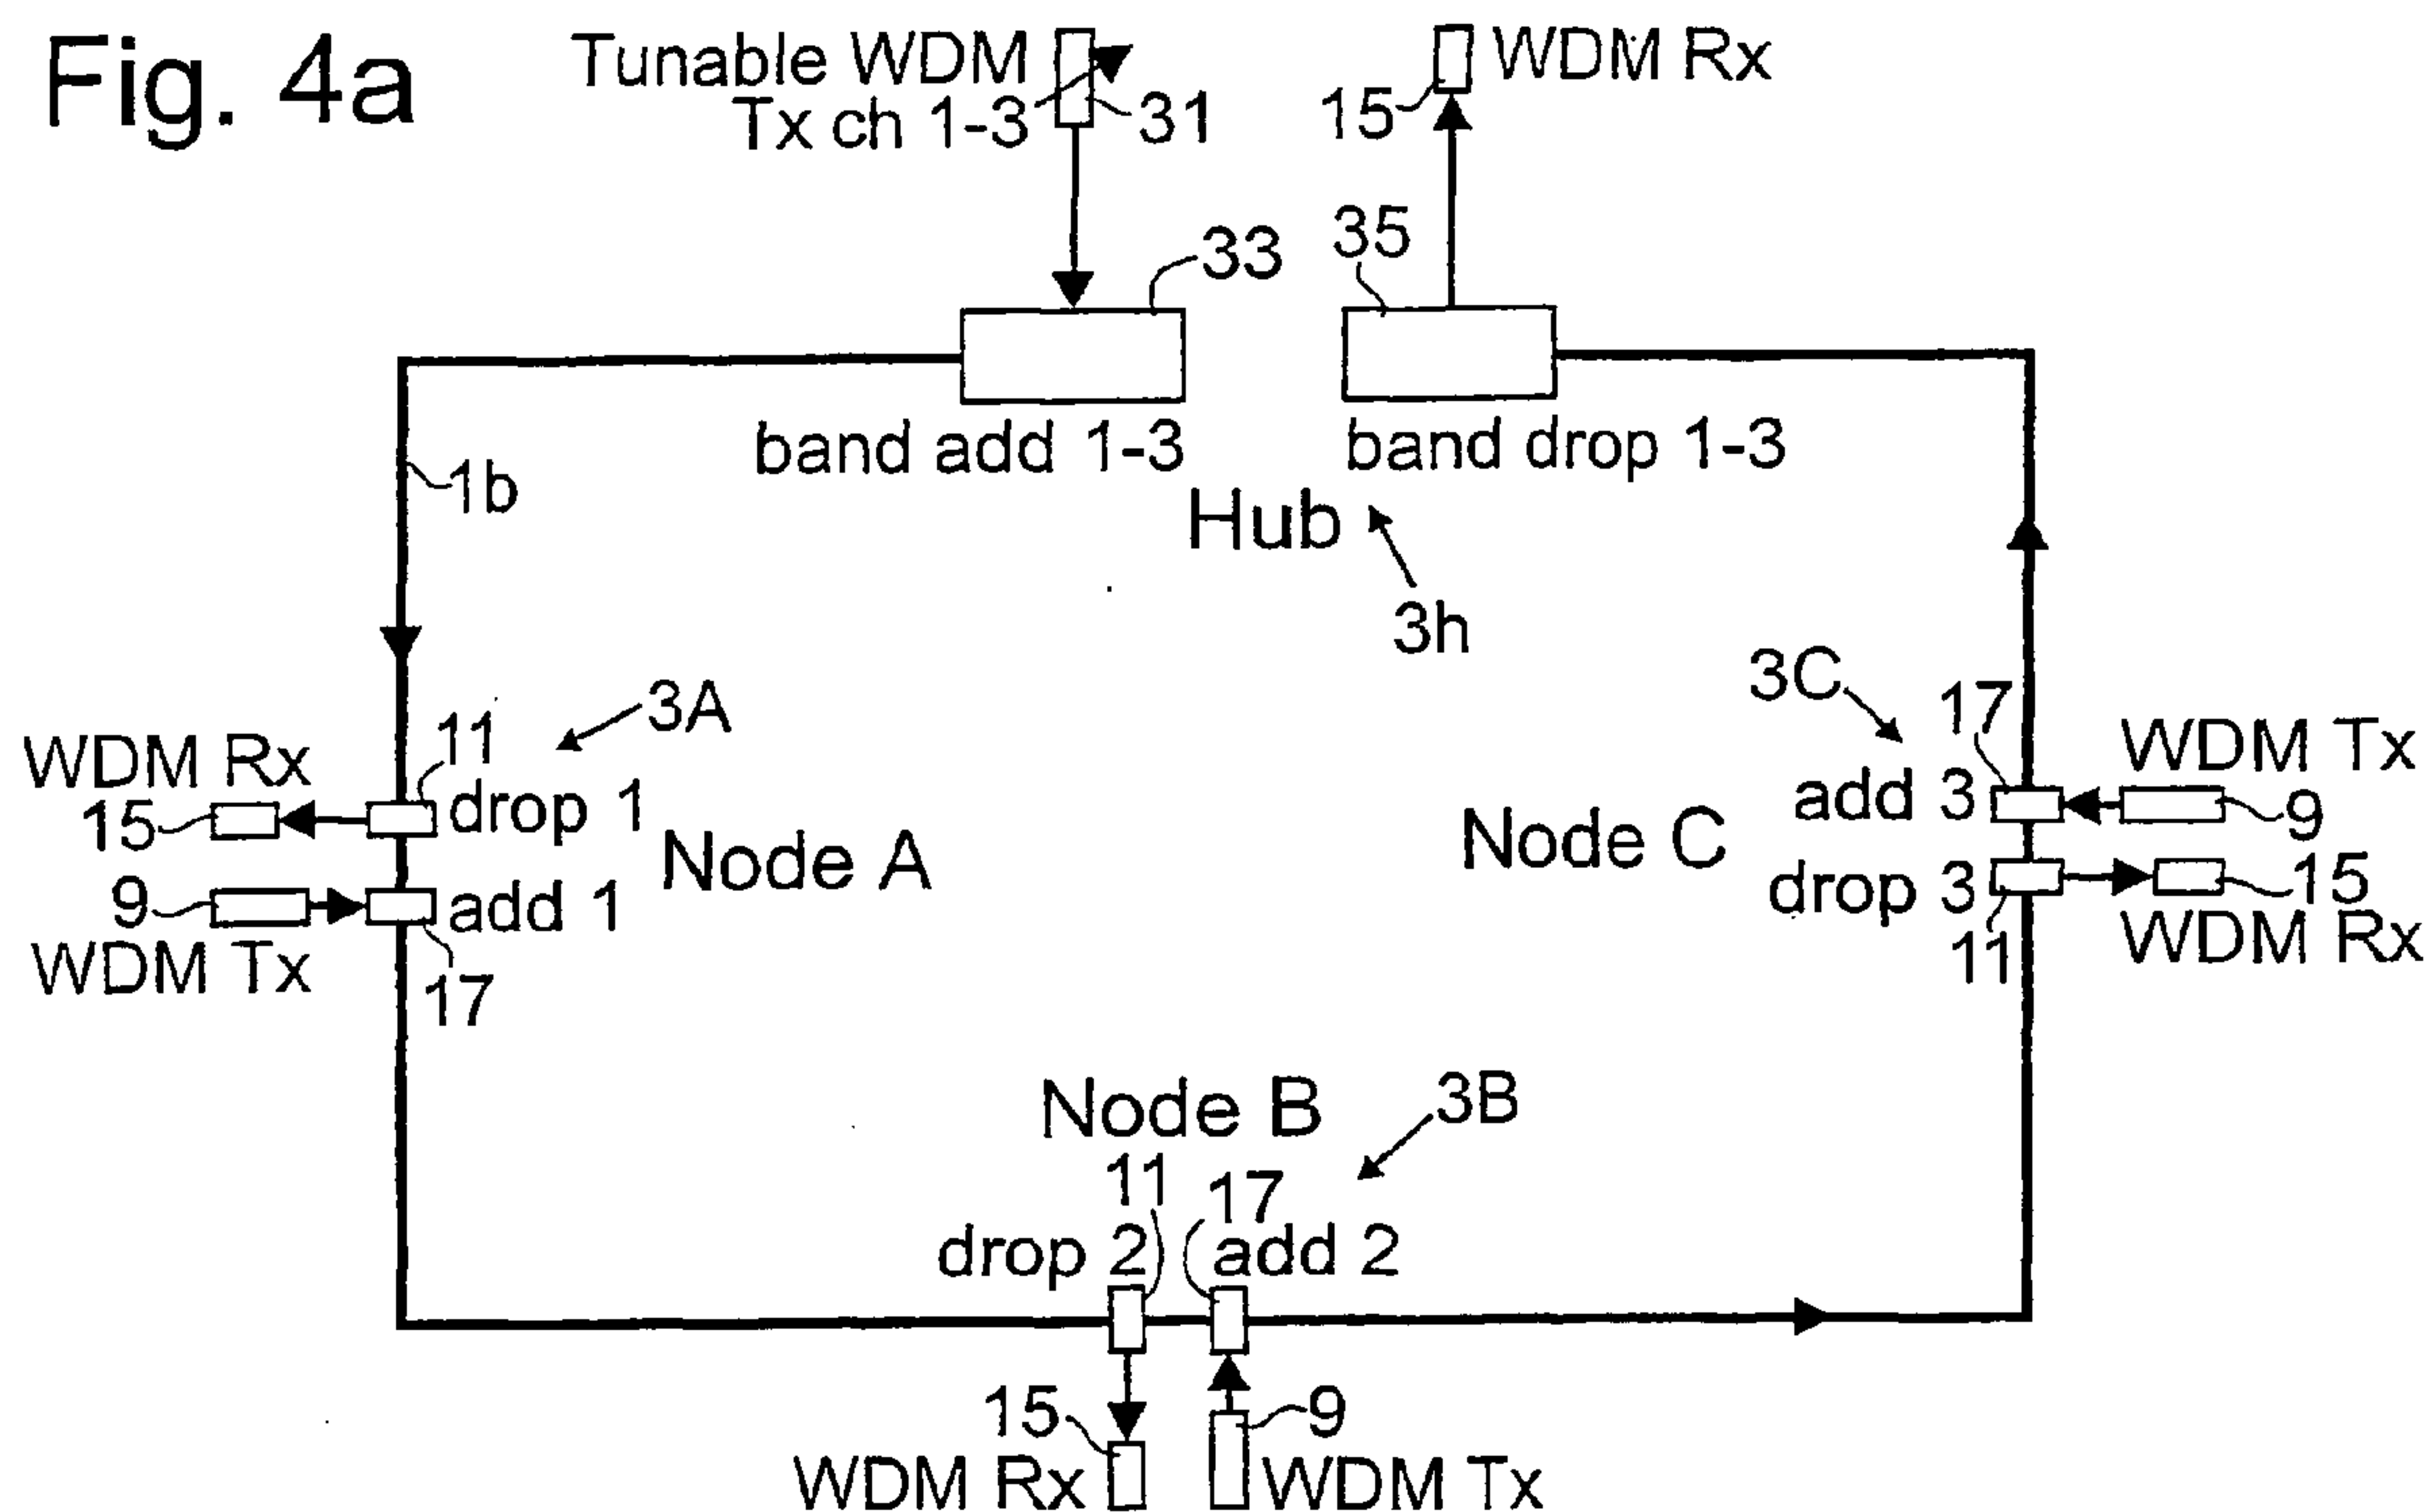 Fig. 4a
Tunable WDM
Tx ch 1-3
31
WDM Rx
15
33
35
band add 1-3
band drop 1-3
1b
Hub
3h
3A
11
WDM Rx
15
drop 1
Node A
9
add 1
WDM Tx
17
3C
17
WDM Tx
add 3
9
Node C
drop 3
15
11
WDM Rx
Node B
3B
11
17
drop 2
add 2
15
9
WDM Rx
WDM Tx